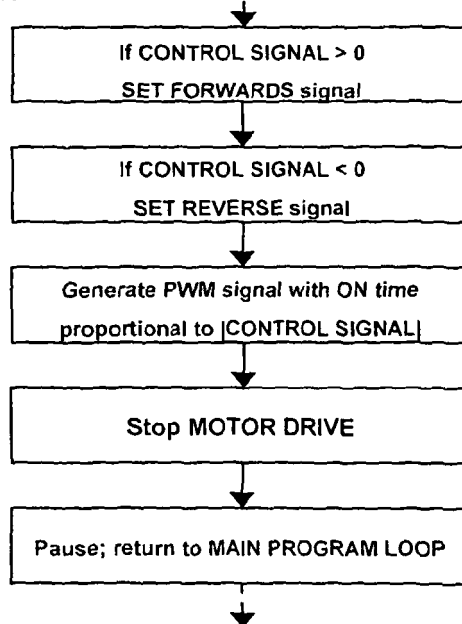 If CONTROL SIGNAL > 0
SET FORWARDS signal
If CONTROL SIGNAL < 0
SET REVERSE signal
Generate PWM signal with ON time
proportional to |CONTROL SIGNAL|
Stop MOTOR DRIVE
Pause; return to MAIN PROGRAM LOOP